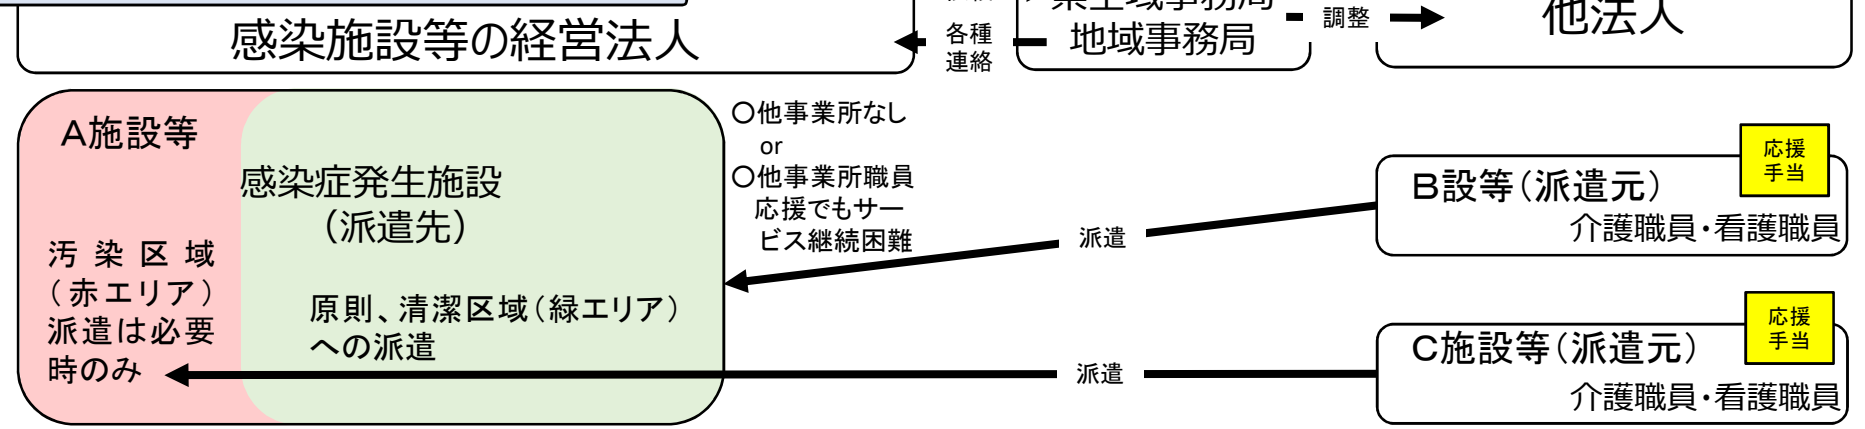 感染施設等の経営法人
各種
連絡
地域事務局
調整
他法人
A施設等
感染症発生施設
（派遣先）
汚染区域
（赤エリア）
派遣は必要
時のみ
原則、清潔区域（緑エリア）
への派遣
〇他事業所なし
or
〇他事業所職員
応援でもサー
ビス継続困難
派遣
応援
手当
B設等（派遣元）
介護職員・看護職員
派遣
応援
手当
C施設等（派遣元）
介護職員・看護職員